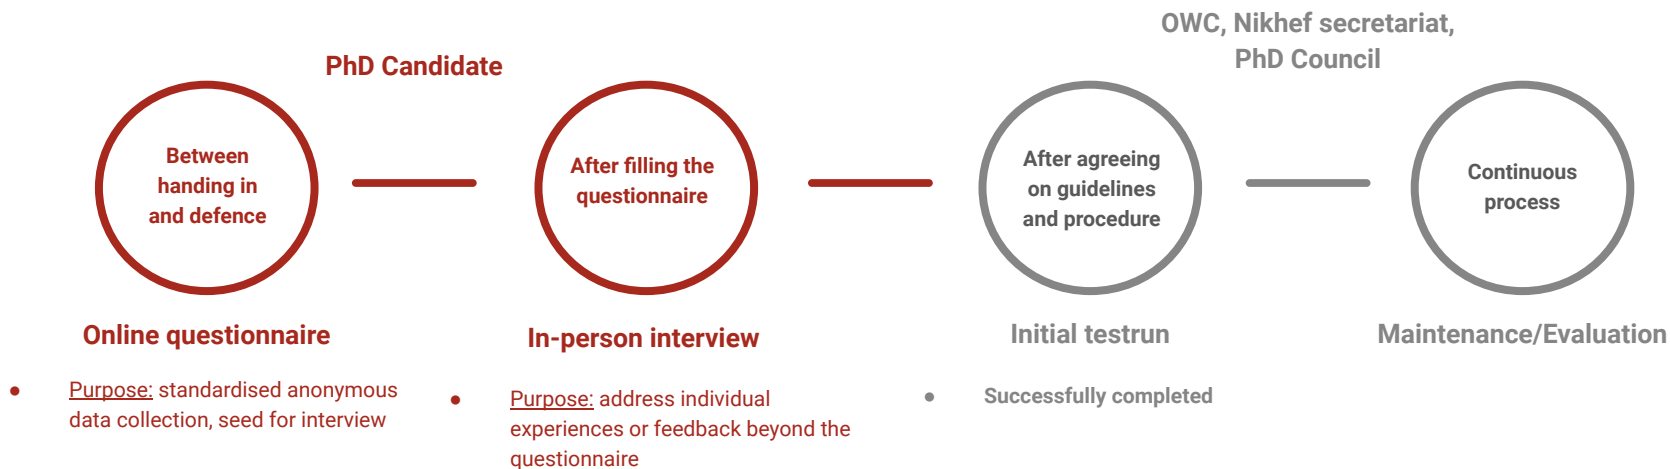 OWC, Nikhef secretariat,
PhD Council
PhD Candidate
Between
handing in
and defence
After filling the
questionnaire
After agreeing
on guidelines
and procedure
Continuous
process
Online questionnaire
In-person interview
Initial testrun
Maintenance/Evaluation
• Purpose: standardised anonymous
data collection, seed for interview
• Purpose: address individual
experiences or feedback beyond the
questionnaire
• Successfully completed